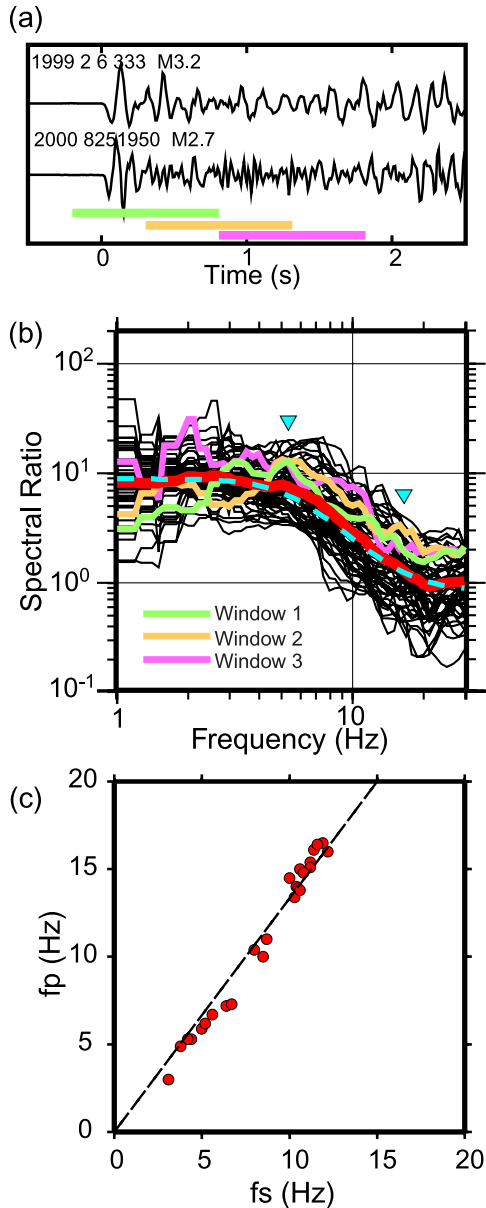 (a)
1999 2 6 333 M3.2
2000 8251950 M2.7
0 1 2
Time (s)
(b)
10²
10¹
10⁰
10⁻¹
Spectral Ratio
Window 1
Window 2
Window 3
1 10
Frequency (Hz)
(c)
20
15
10
5
0
fp (Hz)
0 5 10 15 20
fs (Hz)